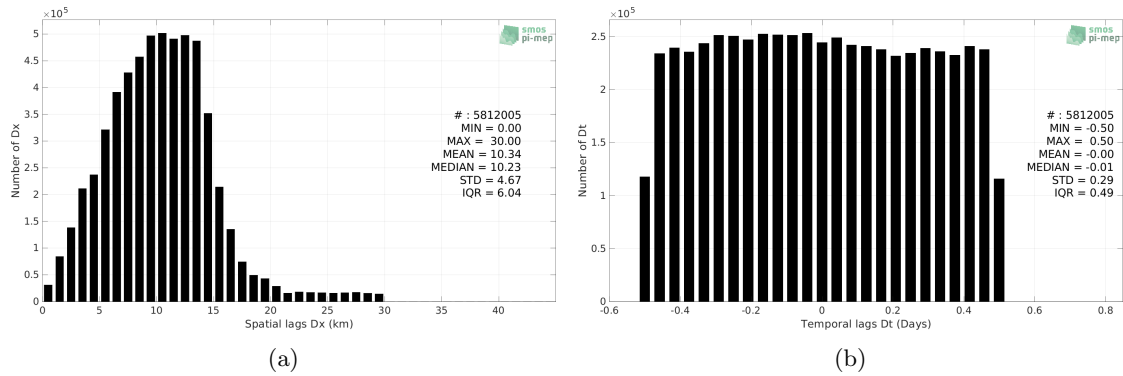 ×10⁵
5
4.5
4
3.5
3
2.5
2
1.5
1
0.5
0
Number of Dx
0 5 10 15 20 25 30 35 40
Spatial lags Dx (km)
smos
pi-mep
# : 5812005
MIN = 0.00
MAX = 30.00
MEAN = 10.34
MEDIAN = 10.23
STD = 4.67
IQR = 6.04
(a)
×10⁵
2.5
2
1.5
1
0.5
0
Number of Dt
-0.6 -0.4 -0.2 0 0.2 0.4 0.6 0.8
Temporal lags Dt (Days)
smos
pi-mep
# : 5812005
MIN = -0.50
MAX = 0.50
MEAN = -0.00
MEDIAN = -0.01
STD = 0.29
IQR = 0.49
(b)